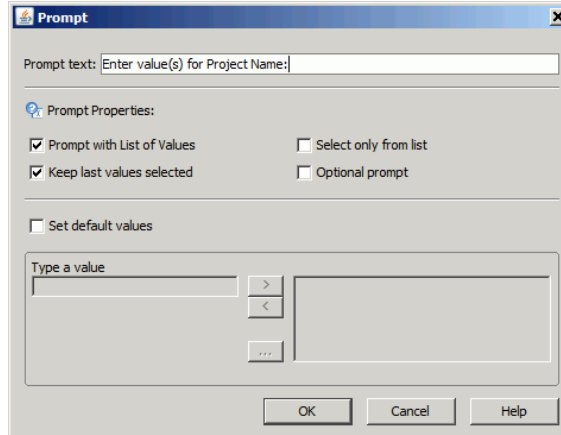 Prompt
Prompt text: Enter value(s) for Project Name:
Prompt Properties:
Prompt with List of Values
Select only from list
Keep last values selected
Optional prompt
Set default values
Type a value
>
<
...
OK Cancel Help